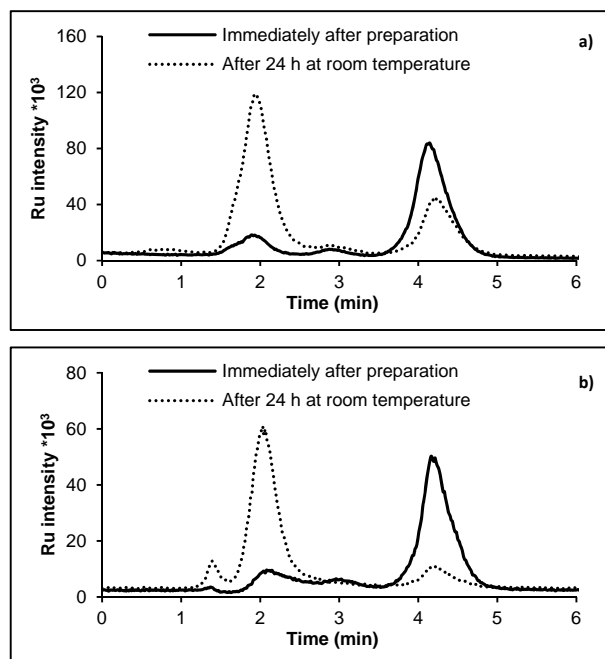 a)
Immediately after preparation
After 24 h at room temperature
Ru intensity *10³
160
120
80
40
0
0 1 2 3 4 5 6
Time (min)
b)
Immediately after preparation
After 24 h at room temperature
Ru intensity *10³
80
60
40
20
0
0 1 2 3 4 5 6
Time (min)